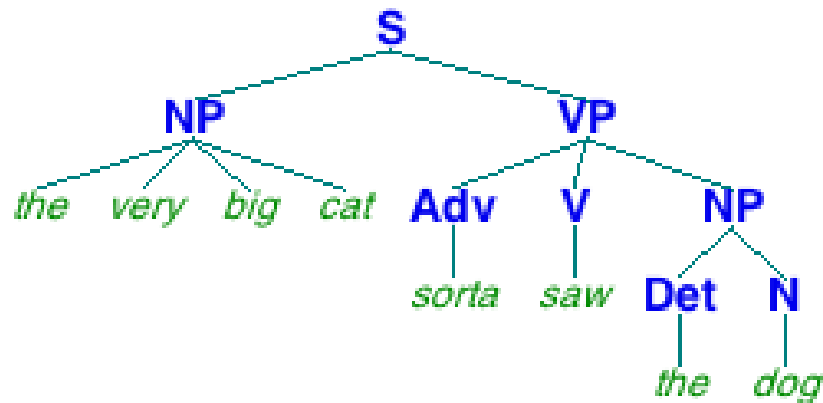 S
NP VP
the very big cat Adv V NP
sorta saw Det N
the dog